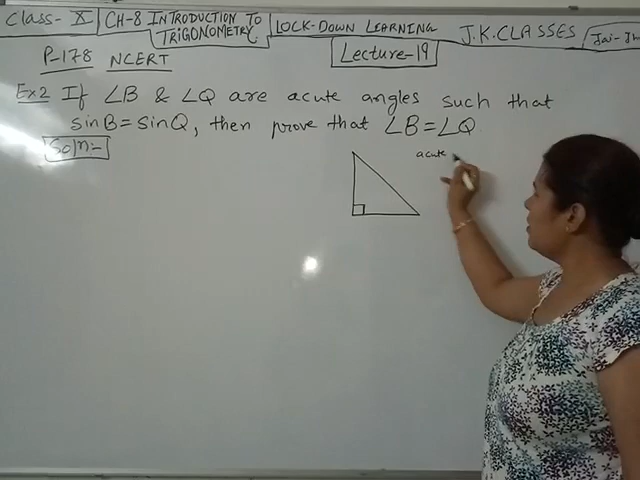 Class- X CH-8 INTRODUCTION TO TRIGONOMETRY. LOCK-DOWN LEARNING J.K.CLASSES
P-178 NCERT Lecture-19
Ex2 If ∠B & ∠Q are acute angles such that
sinB = sinQ, then prove that ∠B = ∠Q.
Soln:-
acute